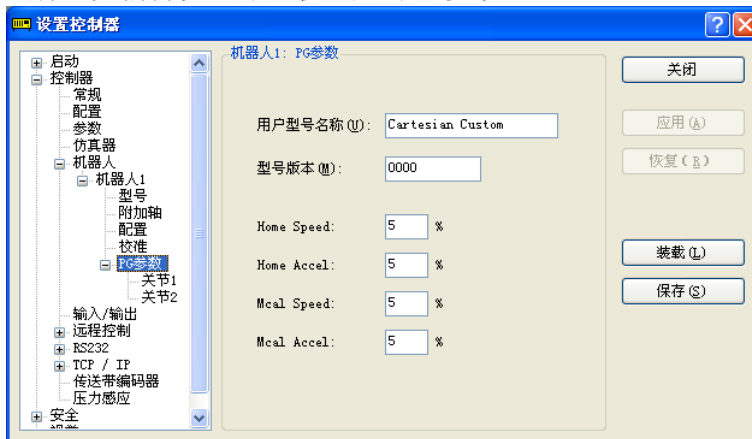 设置控制器
启动
控制器
常规
配置
参数
仿真器
机器人
机器人1
型号
附加轴
配置
校准
PG参数
关节1
关节2
输入/输出
远程控制
RS232
TCP / IP
传送带编码器
压力感应
安全
机器人1: PG参数
用户型号名称(U): Cartesian Custom
型号版本(M): 0000
Home Speed: 5 %
Home Accel: 5 %
Mcal Speed: 5 %
Mcal Accel: 5 %
关闭
应用(A)
恢复(R)
装载(L)
保存(S)